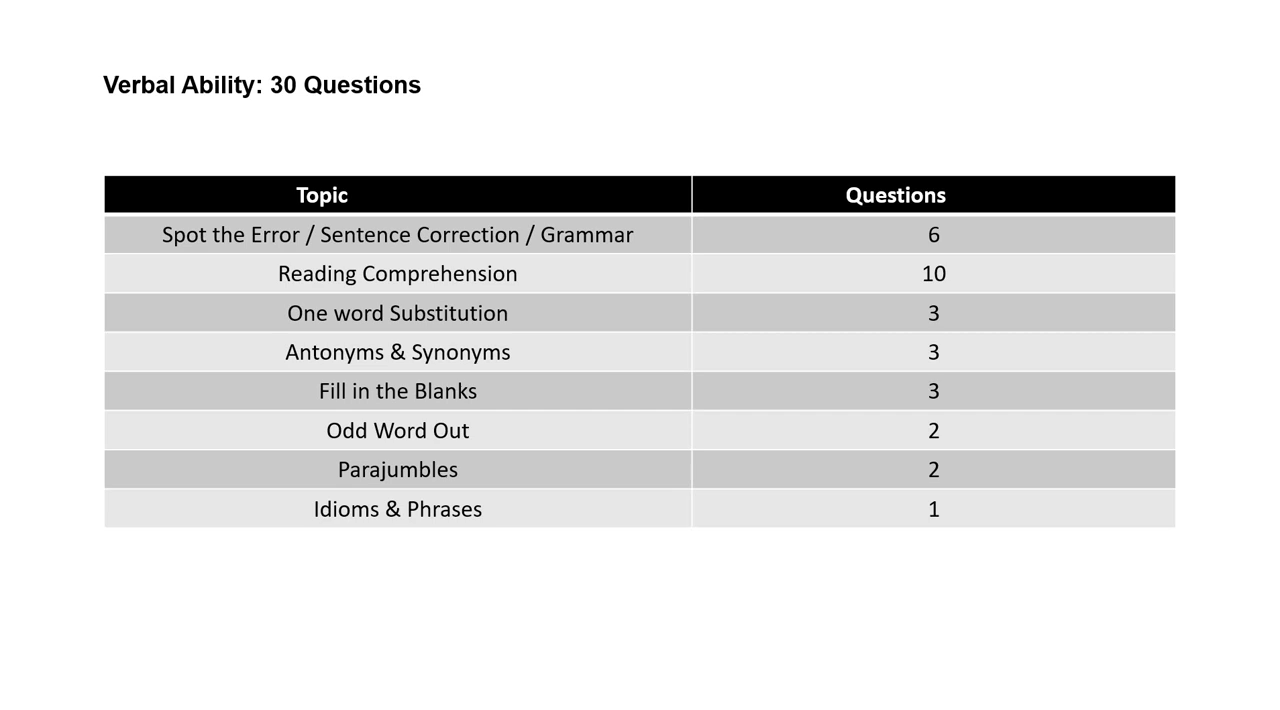 Verbal Ability: 30 Questions
Topic Questions
Spot the Error / Sentence Correction / Grammar 6
Reading Comprehension 10
One word Substitution 3
Antonyms & Synonyms 3
Fill in the Blanks 3
Odd Word Out 2
Parajumbles 2
Idioms & Phrases 1